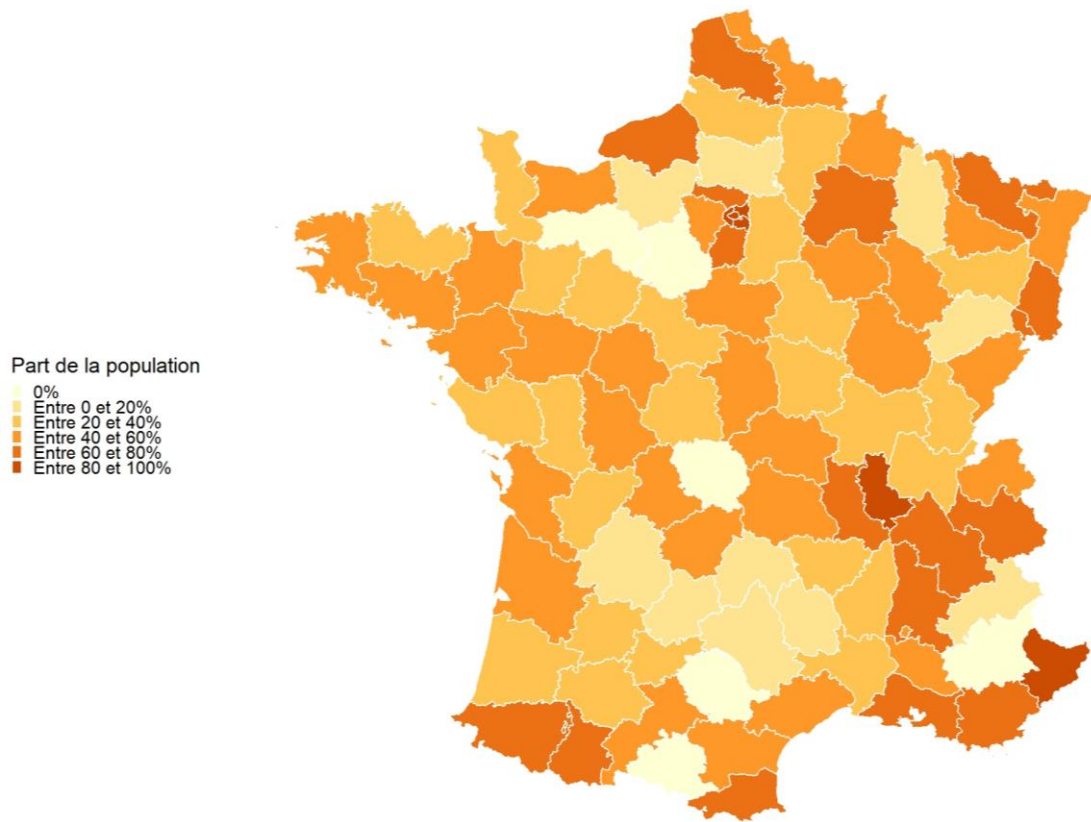 Part de la population
0%
Entre 0 et 20%
Entre 20 et 40%
Entre 40 et 60%
Entre 60 et 80%
Entre 80 et 100%